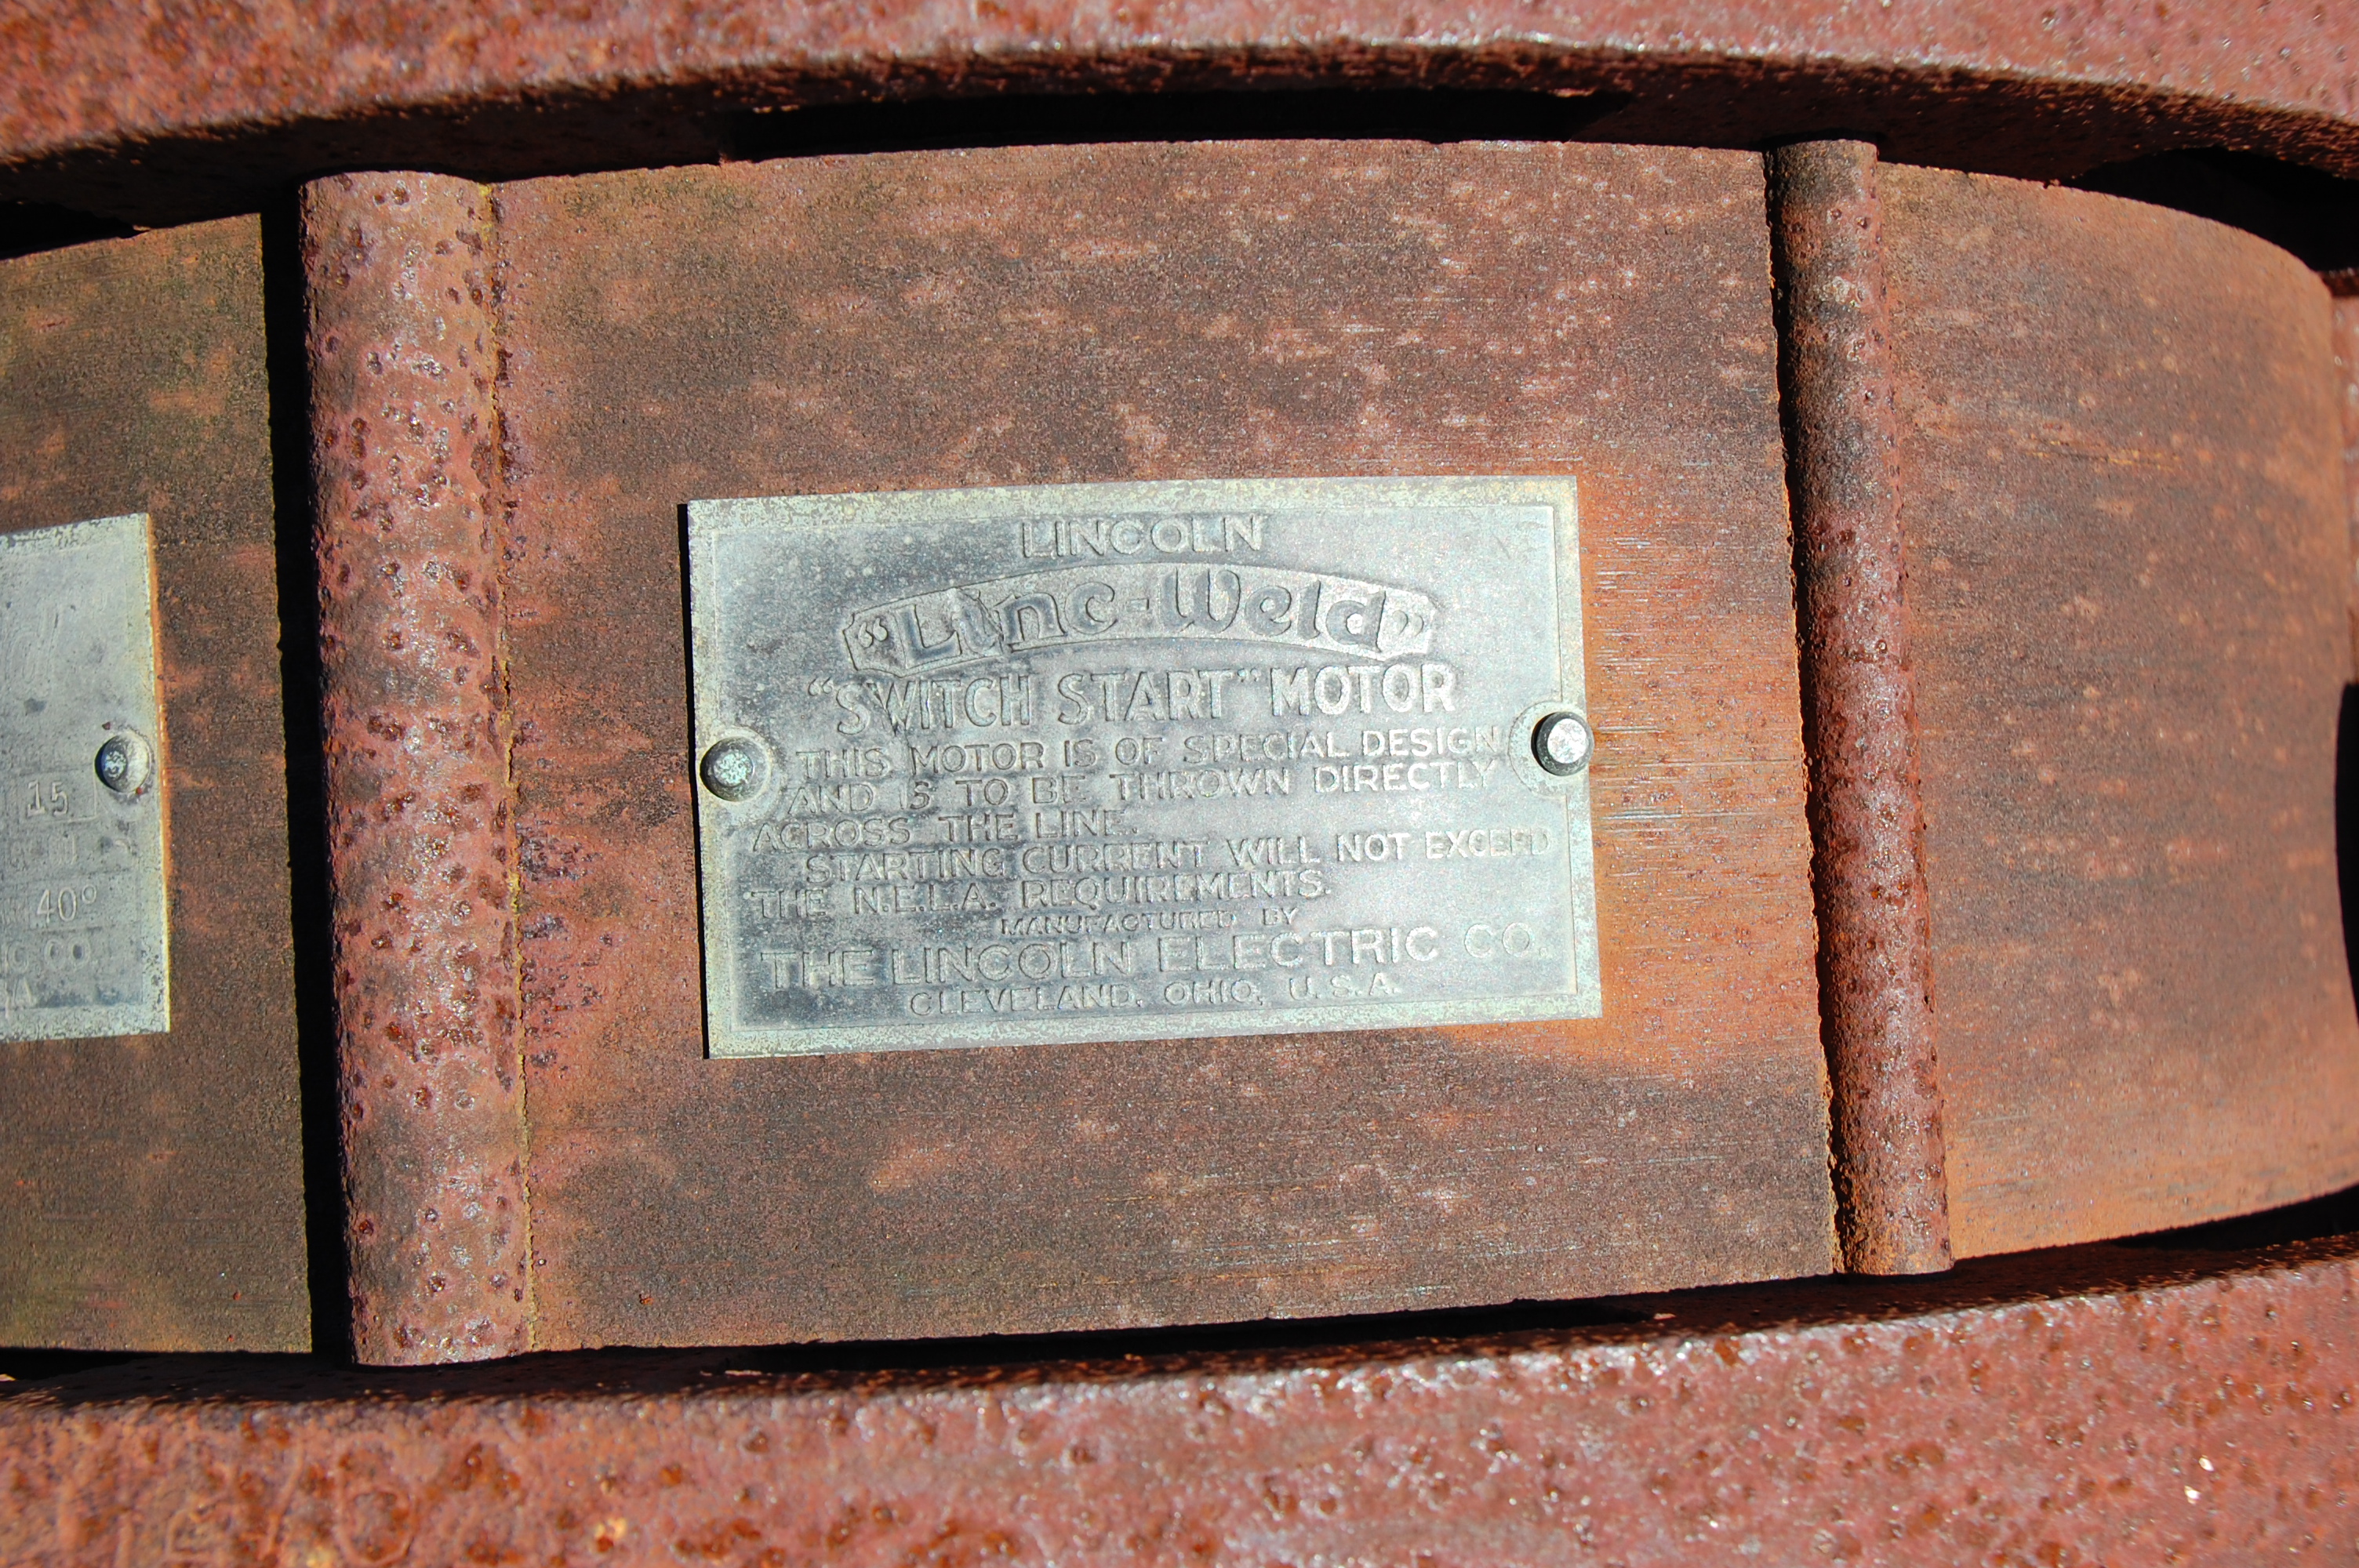 LINCOLN
"Linc-Weld"
"SWITCH START" MOTOR
THIS MOTOR IS OF SPECIAL DESIGN
AND IS TO BE THROWN DIRECTLY
ACROSS THE LINE.
STARTING CURRENT WILL NOT EXCEED
THE N.E.L.A. REQUIREMENTS.
MANUFACTURED BY
THE LINCOLN ELECTRIC CO.
CLEVELAND, OHIO, U.S.A.
15
40°
CO.